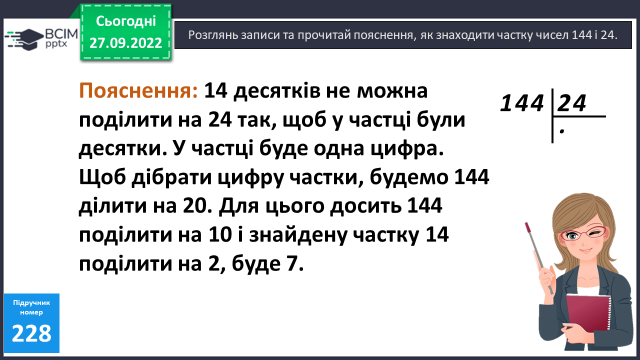 ВСІМ
pptx
Сьогодні
27.09.2022
Розглянь записи та прочитай пояснення, як знаходити частку чисел 144 і 24.
Пояснення: 14 десятків не можна
поділити на 24 так, щоб у частці були
десятки. У частці буде одна цифра.
Щоб дібрати цифру частки, будемо 144
ділити на 20. Для цього досить 144
поділити на 10 і знайдену частку 14
поділити на 2, буде 7.
144 24
.
Підручник
номер
228